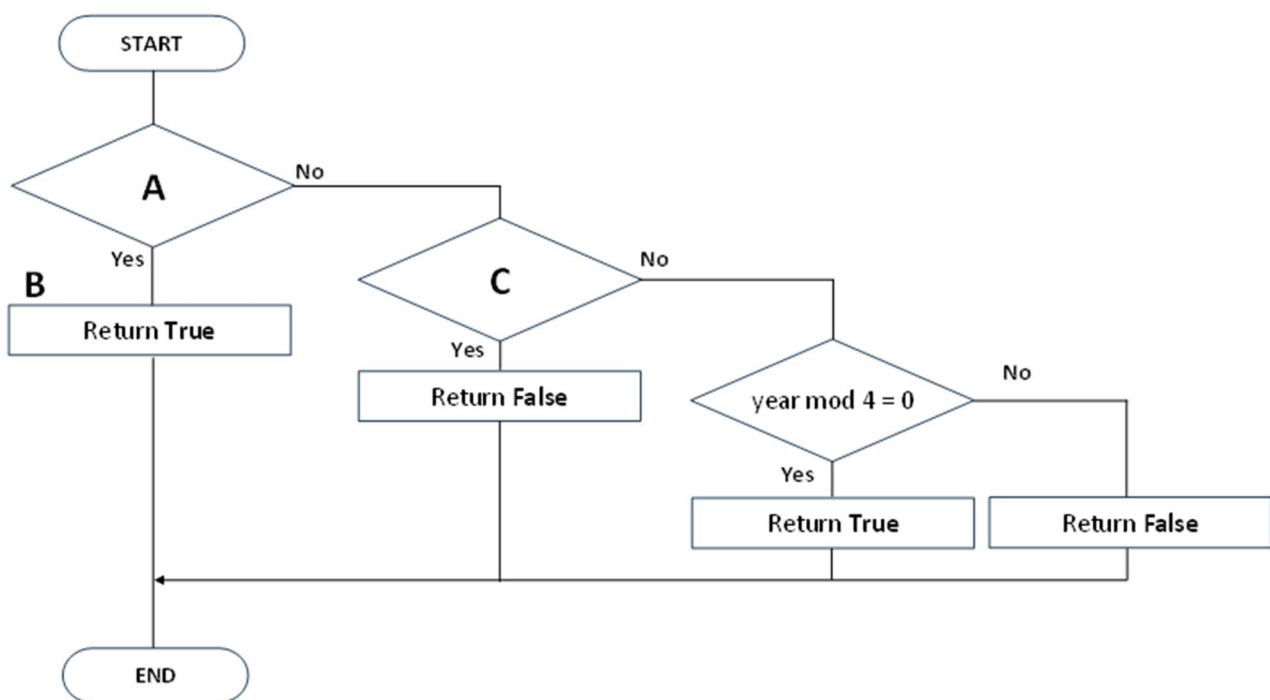 START
A
No
Yes
B
Return True
C
No
Yes
Return False
year mod 4 = 0
No
Yes
Return True
Return False
END